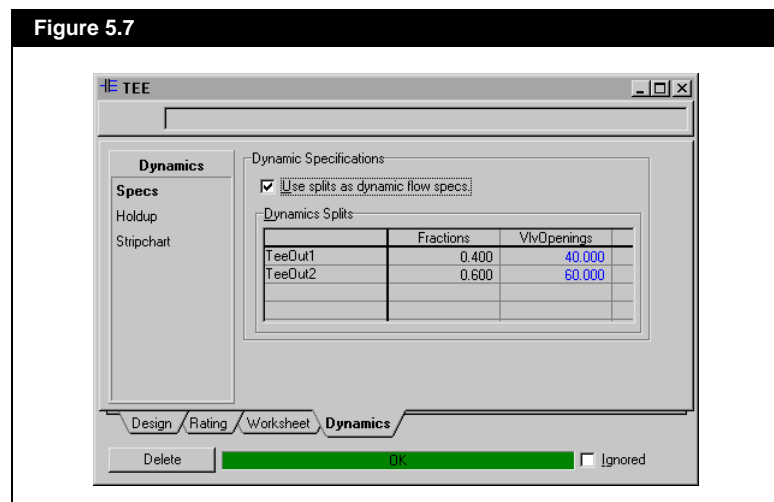 Figure 5.7
TEE
Dynamics
Specs
Holdup
Stripchart
Dynamic Specifications
Use splits as dynamic flow specs.
Dynamics Splits
Fractions VlvOpenings
TeeOut1 0.400 40.000
TeeOut2 0.600 60.000
Design Rating Worksheet Dynamics
Delete OK Ignored